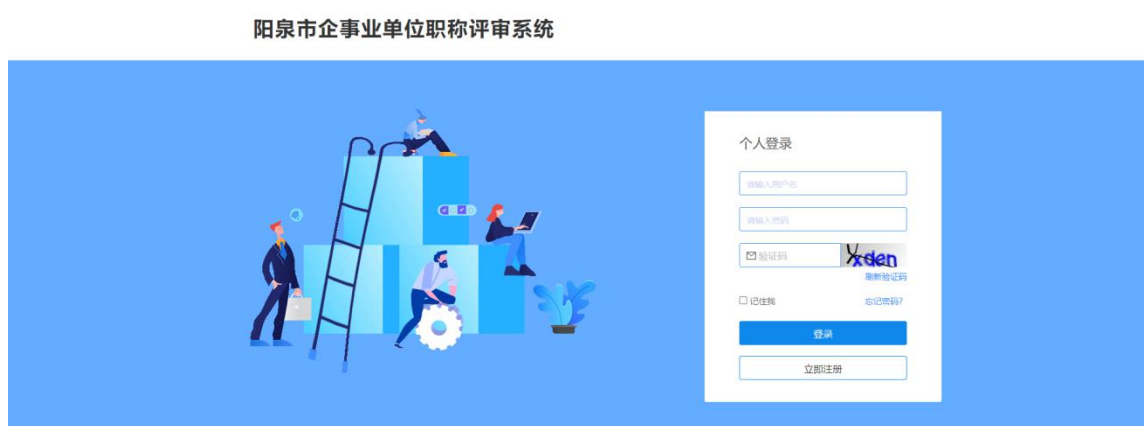 阳泉市企事业单位职称评审系统
个人登录
请输入用户名
请输入密码
验证码
xden
刷新验证码
记住我
忘记密码?
登录
立即注册